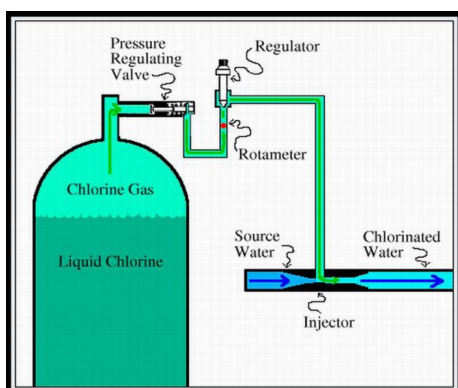 Pressure
Regulating
Valve
Regulator
Rotameter
Chlorine Gas
Liquid Chlorine
Source
Water
Chlorinated
Water
Injector